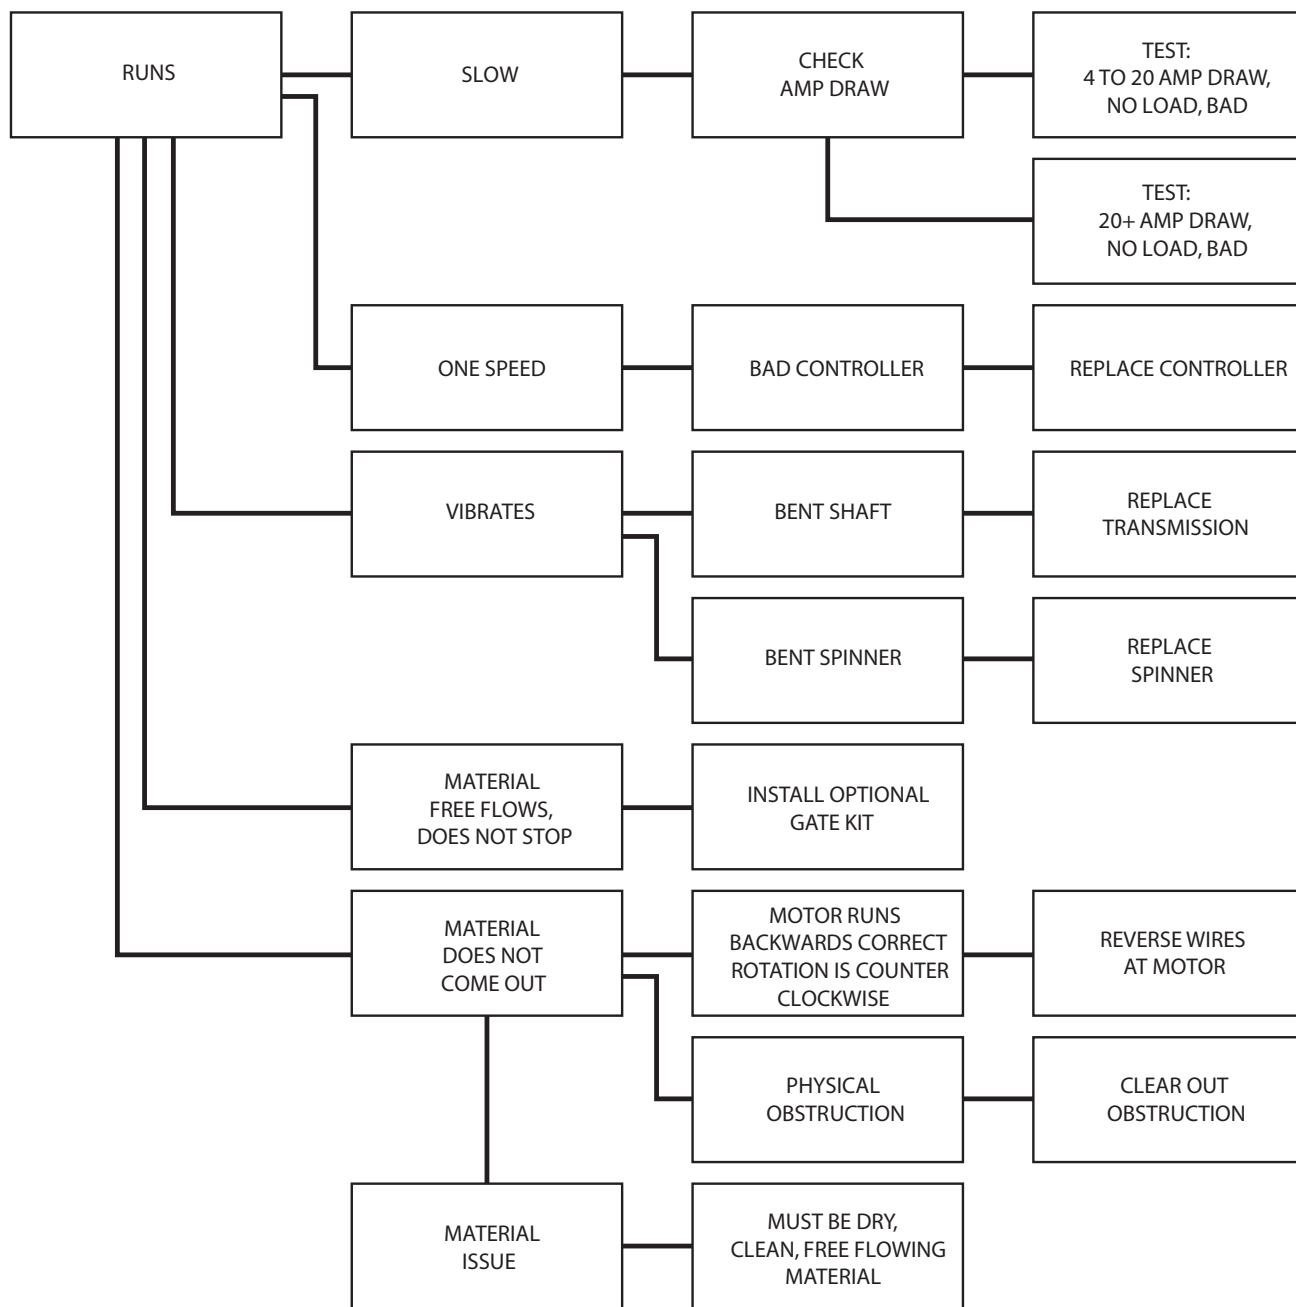 RUNS
SLOW
CHECK
AMP DRAW
TEST:
4 TO 20 AMP DRAW,
NO LOAD, BAD
TEST:
20+ AMP DRAW,
NO LOAD, BAD
ONE SPEED
BAD CONTROLLER
REPLACE CONTROLLER
VIBRATES
BENT SHAFT
REPLACE
TRANSMISSION
BENT SPINNER
REPLACE
SPINNER
MATERIAL
FREE FLOWS,
DOES NOT STOP
INSTALL OPTIONAL
GATE KIT
MATERIAL
DOES NOT
COME OUT
MOTOR RUNS
BACKWARDS CORRECT
ROTATION IS COUNTER
CLOCKWISE
REVERSE WIRES
AT MOTOR
PHYSICAL
OBSTRUCTION
CLEAR OUT
OBSTRUCTION
MATERIAL
ISSUE
MUST BE DRY,
CLEAN, FREE FLOWING
MATERIAL